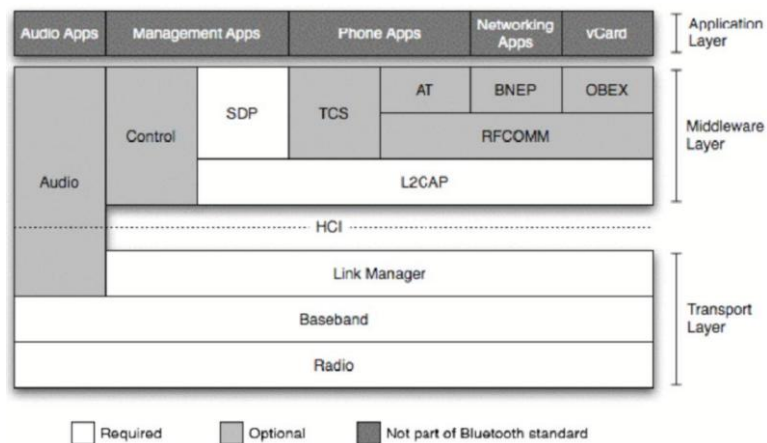 Audio Apps
Management Apps
Phone Apps
Networking
Apps
vCard
Application
Layer
SDP
TCS
AT
BNEP
OBEX
Control
RFCOMM
Middleware
Layer
Audio
L2CAP
HCI
Link Manager
Baseband
Transport
Layer
Radio
Required
Optional
Not part of Bluetooth standard